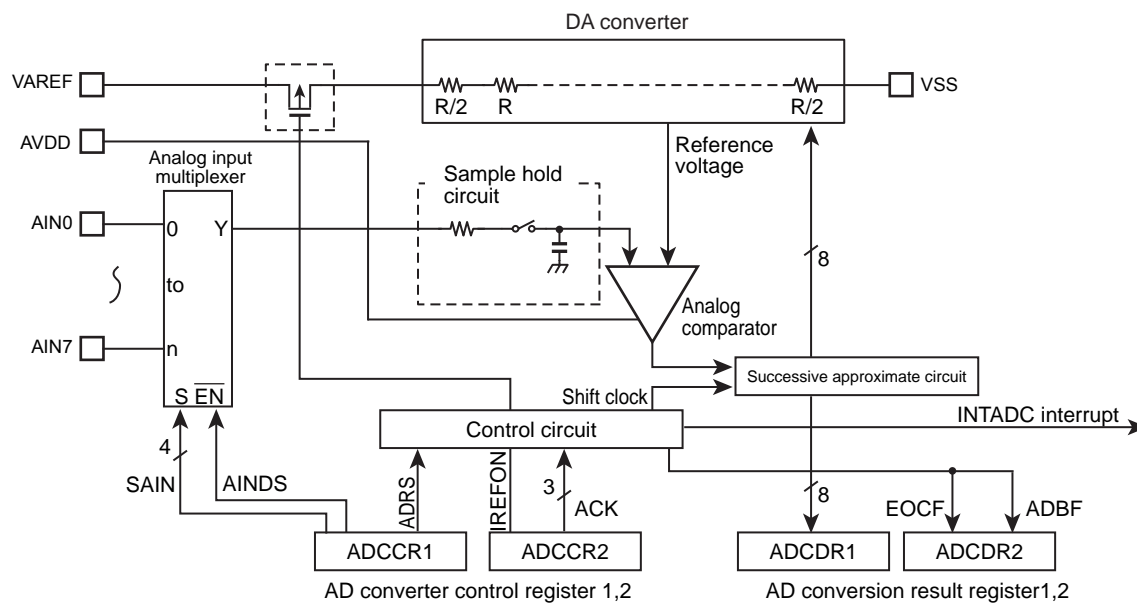 DA converter
VAREF
R/2
R
R/2
VSS
AVDD
Analog input
multiplexer
Reference
voltage
Sample hold
circuit
AIN0
0
Y
to
8
Analog
comparator
AIN7
n
S
EN
Successive approximate circuit
Shift clock
Control circuit
INTADC interrupt
4
SAIN
AINDS
ADRS
IREFON
3
ACK
8
EOCF
ADBF
ADCCR1
ADCCR2
ADCDR1
ADCDR2
AD converter control register 1,2
AD conversion result register1,2